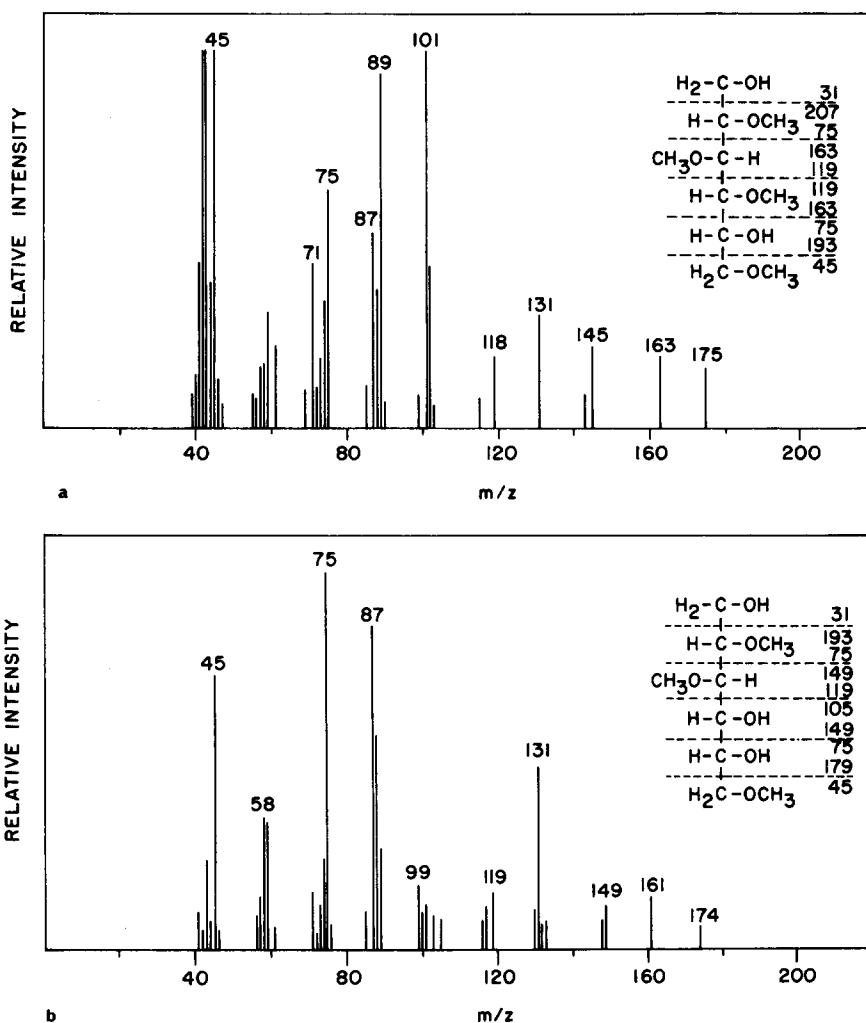 RELATIVE INTENSITY
45
71
75
87
89
101
118
131
145
163
175
H₂-C-OH
31
207
H-C-OCH₃
75
163
CH₃O-C-H
119
119
H-C-OCH₃
163
75
H-C-OH
193
45
H₂C-OCH₃
40 80 120 160 200
a m/z
RELATIVE INTENSITY
45
58
75
87
99
119
131
149
161
174
H₂-C-OH
31
193
H-C-OCH₃
75
149
CH₃O-C-H
119
105
H-C-OH
149
75
H-C-OH
179
45
H₂C-OCH₃
40 80 120 160 200
b m/z